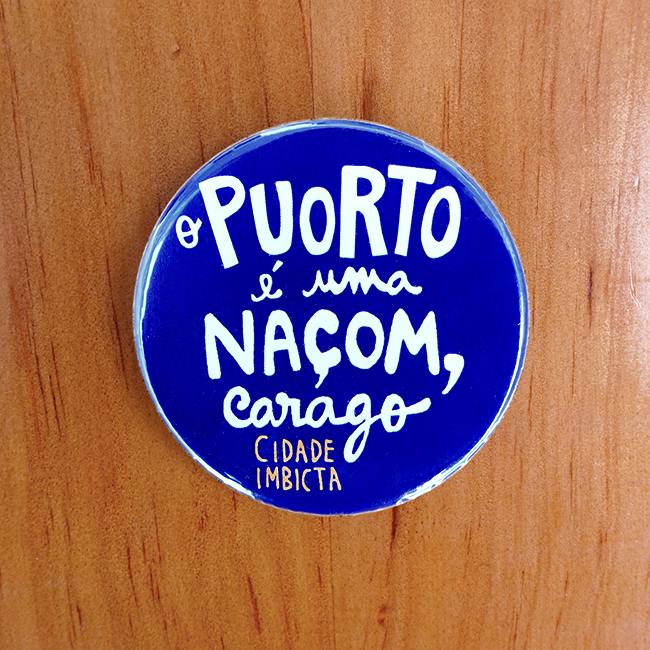 o PUORTO
é uma
NAÇOM,
carago
CIDADE
IMBICTA